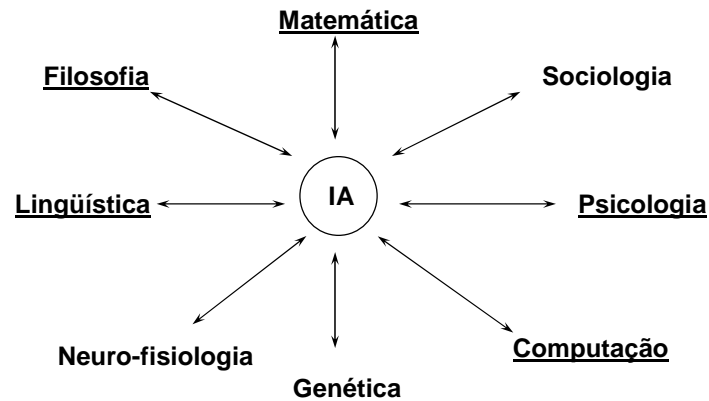 Matemática
Filosofia
Sociologia
IA
Lingüística
Psicologia
Neuro-fisiologia
Computação
Genética